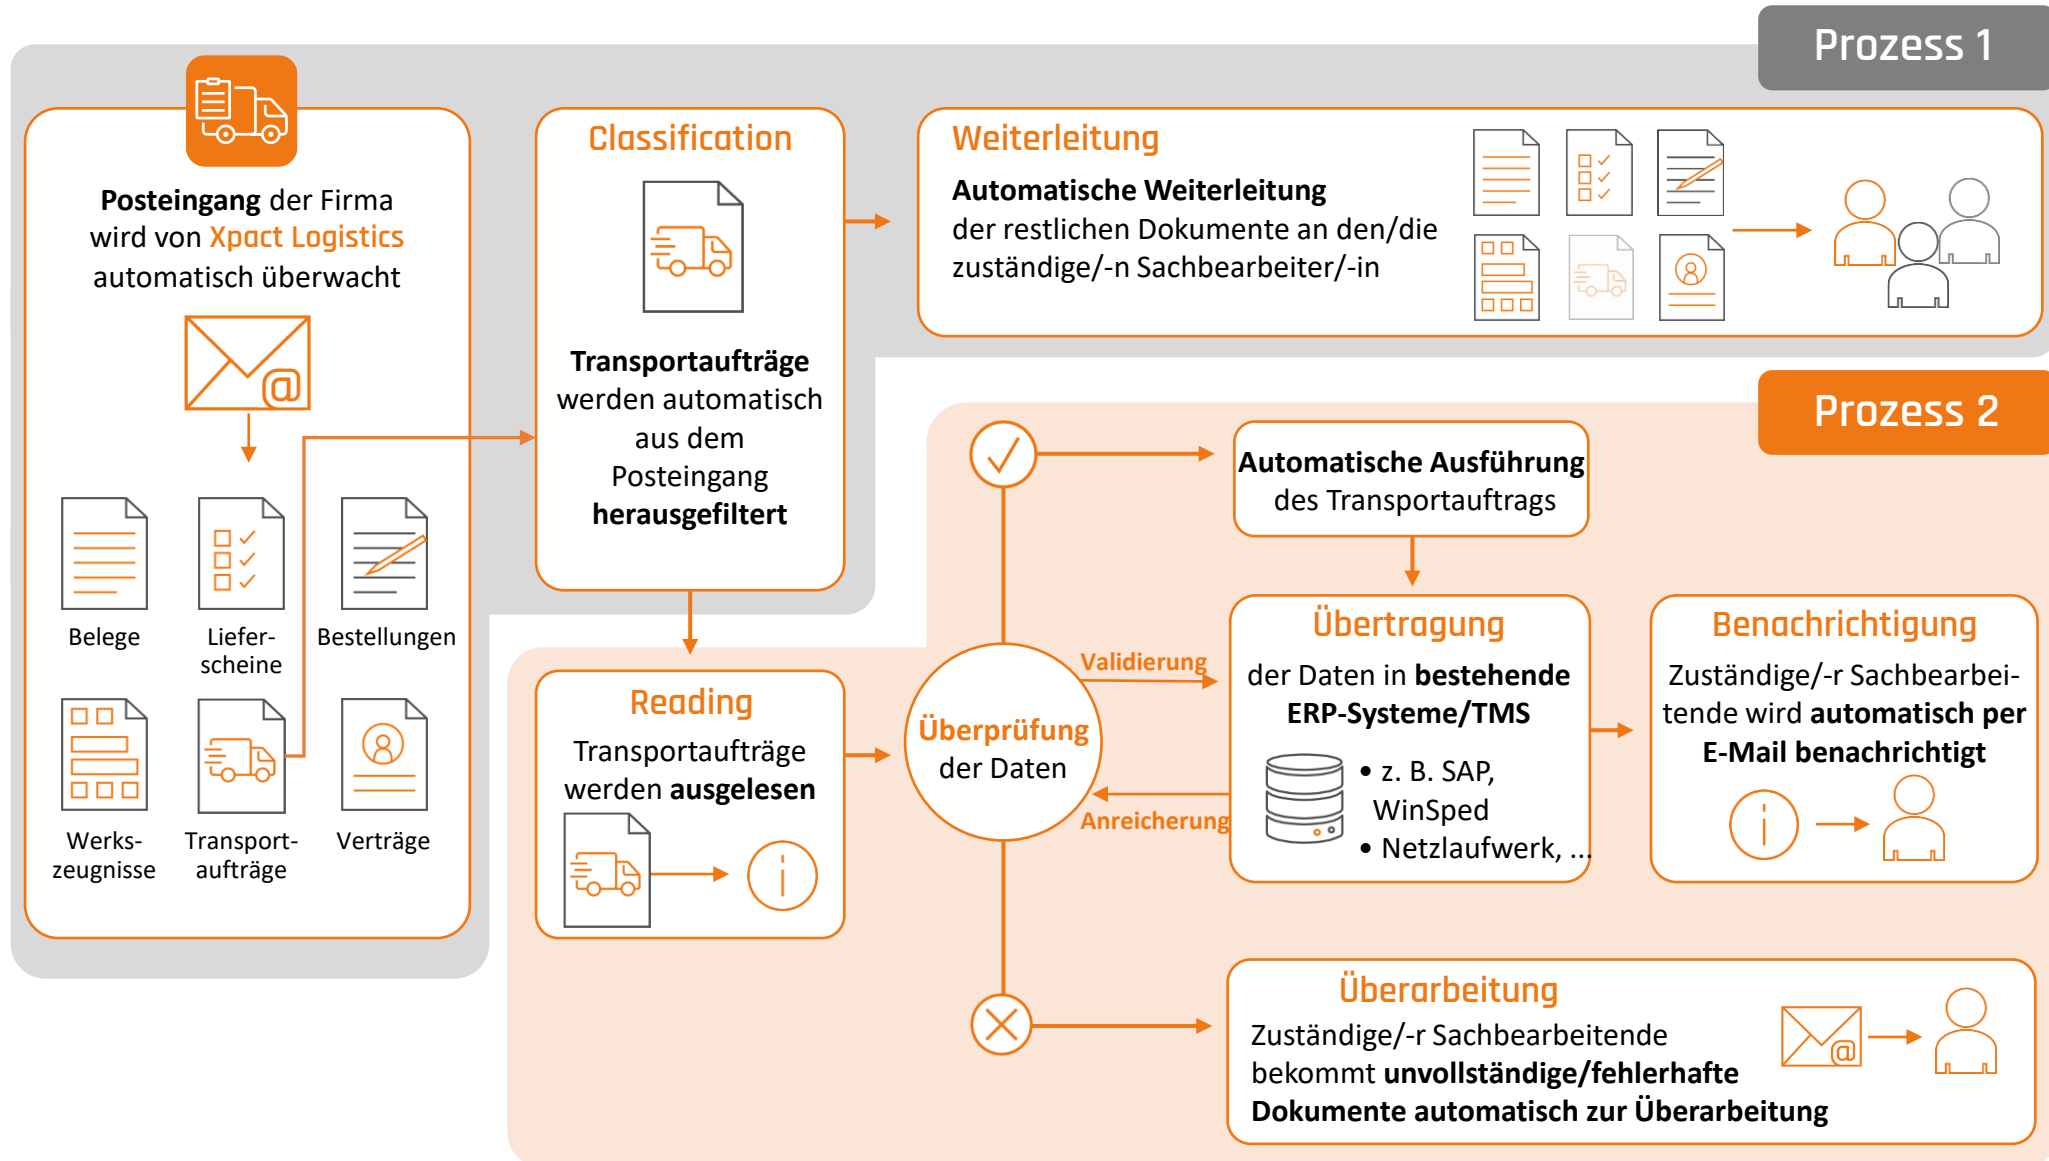 Prozess 1
Posteingang der Firma
wird von Xpact Logistics
automatisch überwacht
@
Belege
Liefer-
scheine
Bestellungen
Werks-
zeugnisse
Transport-
aufträge
Verträge
Classification
Transportaufträge
werden automatisch
aus dem
Posteingang
herausgefiltert
Weiterleitung
Automatische Weiterleitung
der restlichen Dokumente an den/die
zuständige/-n Sachbearbeiter/-in
Prozess 2
Reading
Transportaufträge
werden ausgelesen
i
Überprüfung
der Daten
Automatische Ausführung
des Transportauftrags
Validierung
Anreicherung
Übertragung
der Daten in bestehende
ERP-Systeme/TMS
• z. B. SAP,
WinSped
• Netzlaufwerk, ...
Benachrichtigung
Zuständige/-r Sachbearbei-
tende wird automatisch per
E-Mail benachrichtigt
i
Überarbeitung
Zuständige/-r Sachbearbeitende
bekommt unvollständige/fehlerhafte
Dokumente automatisch zur Überarbeitung
@